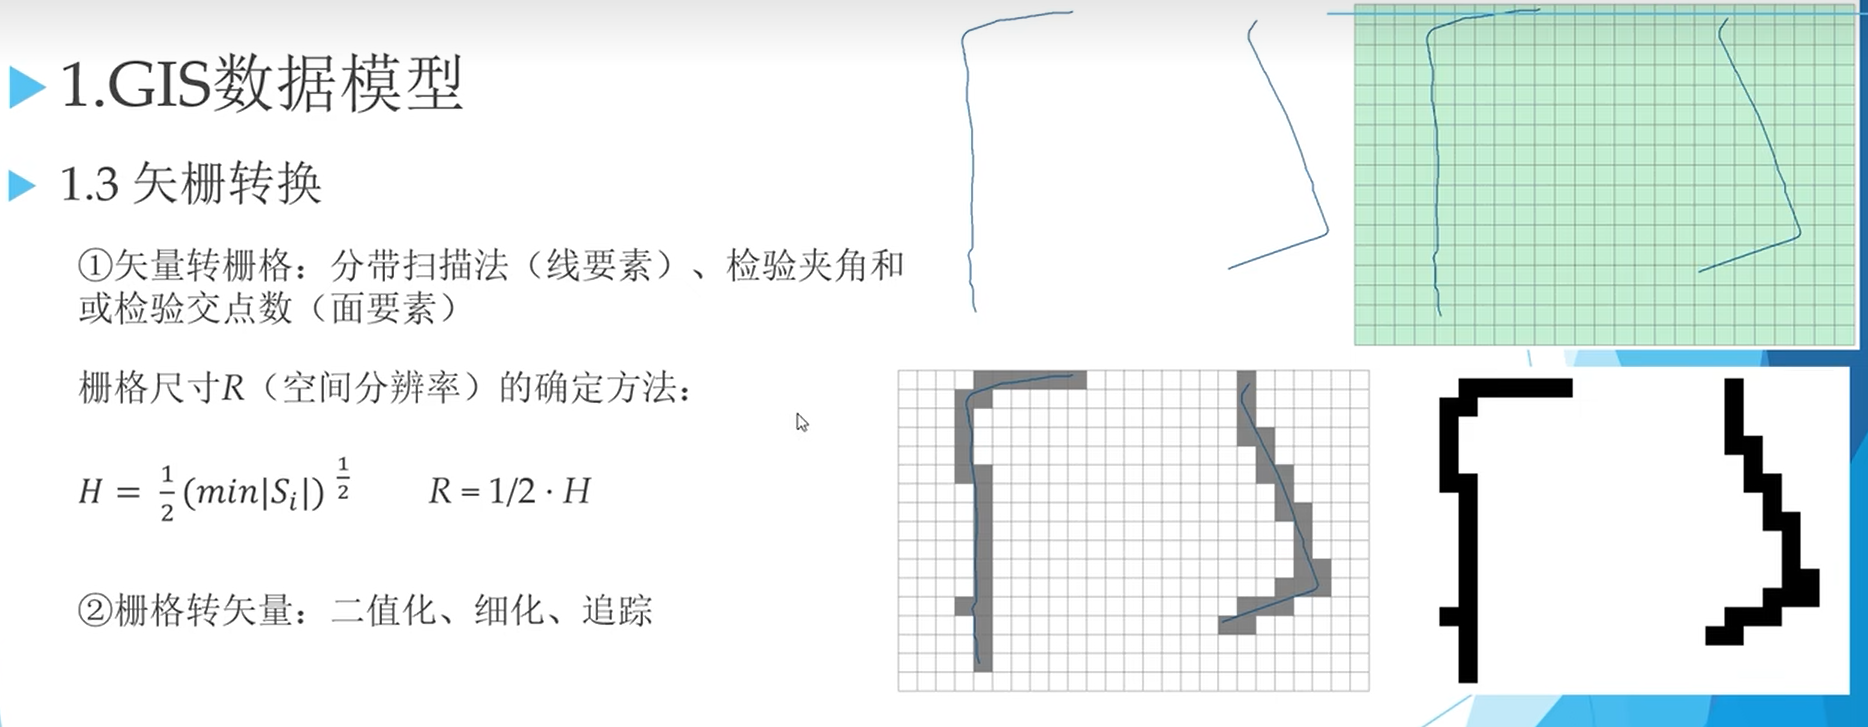 1.GIS数据模型
1.3 矢栅转换
①矢量转栅格：分带扫描法（线要素）、检验夹角和
或检验交点数（面要素）
栅格尺寸R（空间分辨率）的确定方法：
H = 1/2 (min|Sᵢ|)^(1/2) R = 1/2 · H
②栅格转矢量：二值化、细化、追踪